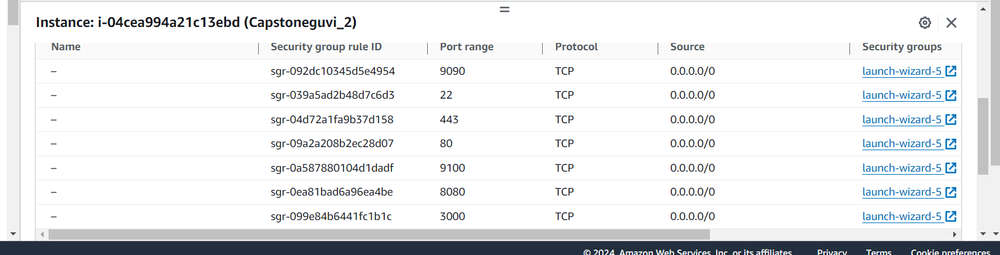 Instance: i-04cea994a21c13ebd (Capstoneguvi_2)
Name Security group rule ID Port range Protocol Source Security groups
– sgr-092dc10345d5e4954 9090 TCP 0.0.0.0/0 launch-wizard-5
– sgr-039a5ad2b48d7c6d3 22 TCP 0.0.0.0/0 launch-wizard-5
– sgr-04d72a1fa9b37d158 443 TCP 0.0.0.0/0 launch-wizard-5
– sgr-09a2a208b2ec28d07 80 TCP 0.0.0.0/0 launch-wizard-5
– sgr-0a587880104d1dadf 9100 TCP 0.0.0.0/0 launch-wizard-5
– sgr-0ea81bad6a96ea4be 8080 TCP 0.0.0.0/0 launch-wizard-5
– sgr-099e84b6441fc1b1c 3000 TCP 0.0.0.0/0 launch-wizard-5
© 2024, Amazon Web Services, Inc. or its affiliates. Privacy Terms Cookie preferences